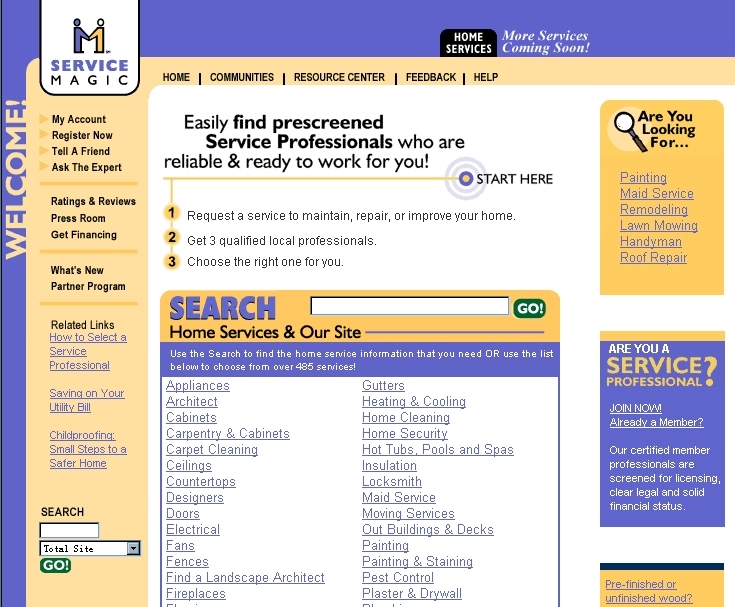 HOME
SERVICES
More Services
Coming Soon!
SERVICE
MAGIC
HOME
COMMUNITIES
RESOURCE CENTER
FEEDBACK
HELP
WELCOME!
My Account
Register Now
Tell A Friend
Ask The Expert
Ratings & Reviews
Press Room
Get Financing
What's New
Partner Program
Related Links
How to Select a
Service
Professional
Saving on Your
Utility Bill
Childproofing:
Small Steps to a
Safer Home
SEARCH
Total Site
GO!
Easily find prescreened
Service Professionals who are
reliable & ready to work for you!
START HERE
1 Request a service to maintain, repair, or improve your home.
2 Get 3 qualified local professionals.
3 Choose the right one for you.
SEARCH
GO!
Home Services & Our Site
Use the Search to find the home service information that you need OR use the list
below to choose from over 485 services!
Appliances
Architect
Cabinets
Carpentry & Cabinets
Carpet Cleaning
Ceilings
Countertops
Designers
Doors
Electrical
Fans
Fences
Find a Landscape Architect
Fireplaces
Gutters
Heating & Cooling
Home Cleaning
Home Security
Hot Tubs, Pools and Spas
Insulation
Locksmith
Maid Service
Moving Services
Out Buildings & Decks
Painting
Painting & Staining
Pest Control
Plaster & Drywall
Are You
Looking
For...
Painting
Maid Service
Remodeling
Lawn Mowing
Handyman
Roof Repair
ARE YOU A
SERVICE
PROFESSIONAL?
JOIN NOW!
Already a Member?
Our certified member
professionals are
screened for licensing,
clear legal and solid
financial status.
Pre-finished or
unfinished wood?